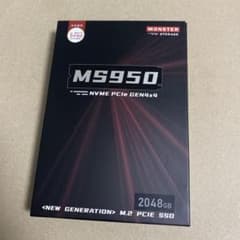 MONSTER
STORAGE
MS950
NVME PCIe GEN4x4
2048GB
<NEW GENERATION> M.2 PCIE SSD